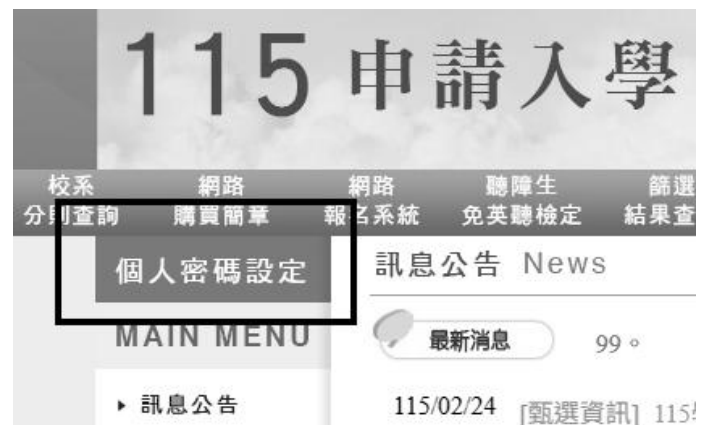 115 申請入學
校系 網路 網路 聽障生 篩選
分則查詢 購買簡章 報名系統 免英聽檢定 結果查
個人密碼設定
訊息公告 News
MAIN MENU
最新消息 99。
▸ 訊息公告
115/02/24 [甄選資訊] 115